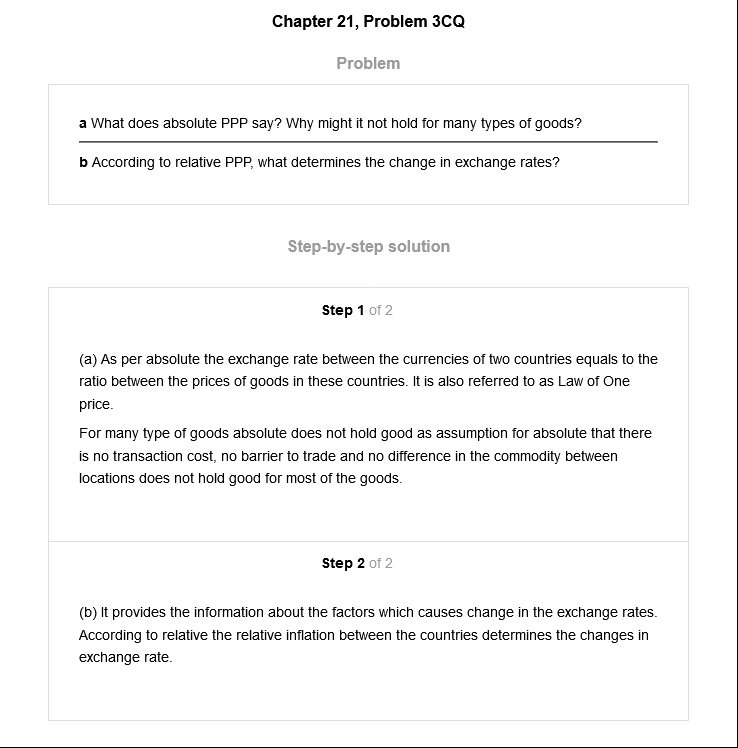 Chapter 21, Problem 3CQ
Problem
a What does absolute PPP say? Why might it not hold for many types of goods?
b According to relative PPP, what determines the change in exchange rates?
Step-by-step solution
Step 1 of 2
(a) As per absolute the exchange rate between the currencies of two countries equals to the
ratio between the prices of goods in these countries. It is also referred to as Law of One
price.
For many type of goods absolute does not hold good as assumption for absolute that there
is no transaction cost, no barrier to trade and no difference in the commodity between
locations does not hold good for most of the goods.
Step 2 of 2
(b) It provides the information about the factors which causes change in the exchange rates.
According to relative the relative inflation between the countries determines the changes in
exchange rate.